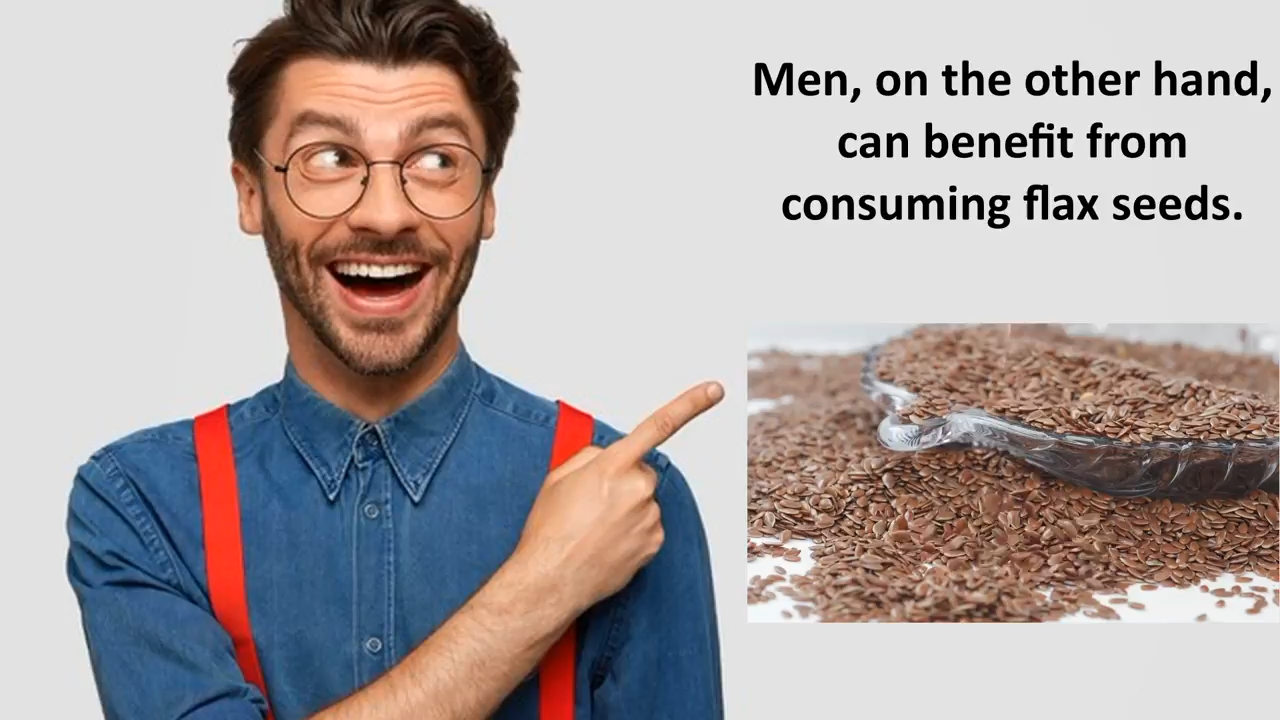 Men, on the other hand,
can benefit from
consuming flax seeds.